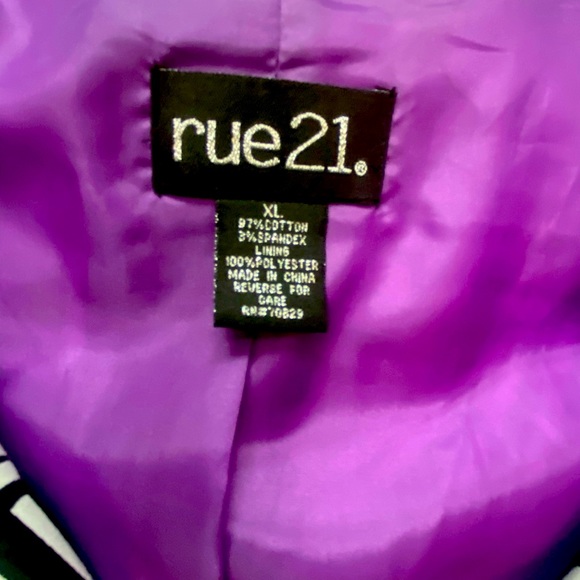 rue21®
XL
97%COTTON
3%SPANDEX
LINING
100%POLYESTER
MADE IN CHINA
REVERSE FOR
CARE
RN#70829